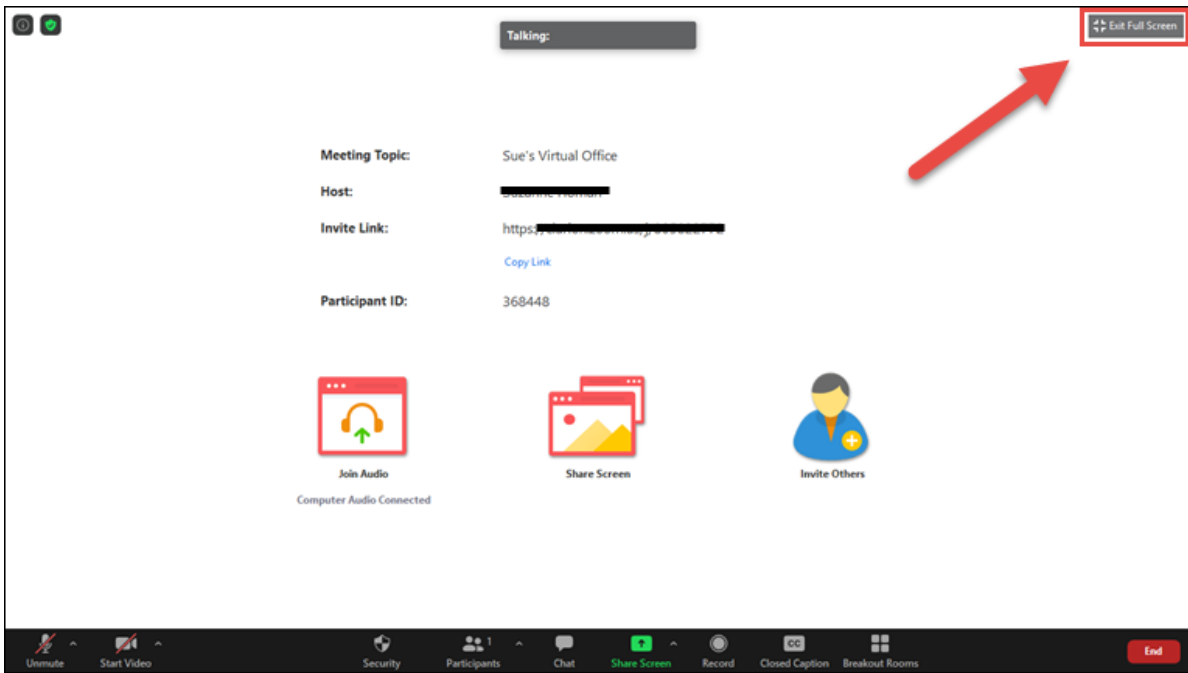 Talking:
Exit Full Screen
Meeting Topic: Sue's Virtual Office
Host:
Invite Link: https:/
Copy Link
Participant ID: 368448
Join Audio Share Screen Invite Others
Computer Audio Connected
1
Unmute Start Video Security Participants Chat Share Screen Record CC Closed Caption Breakout Rooms End